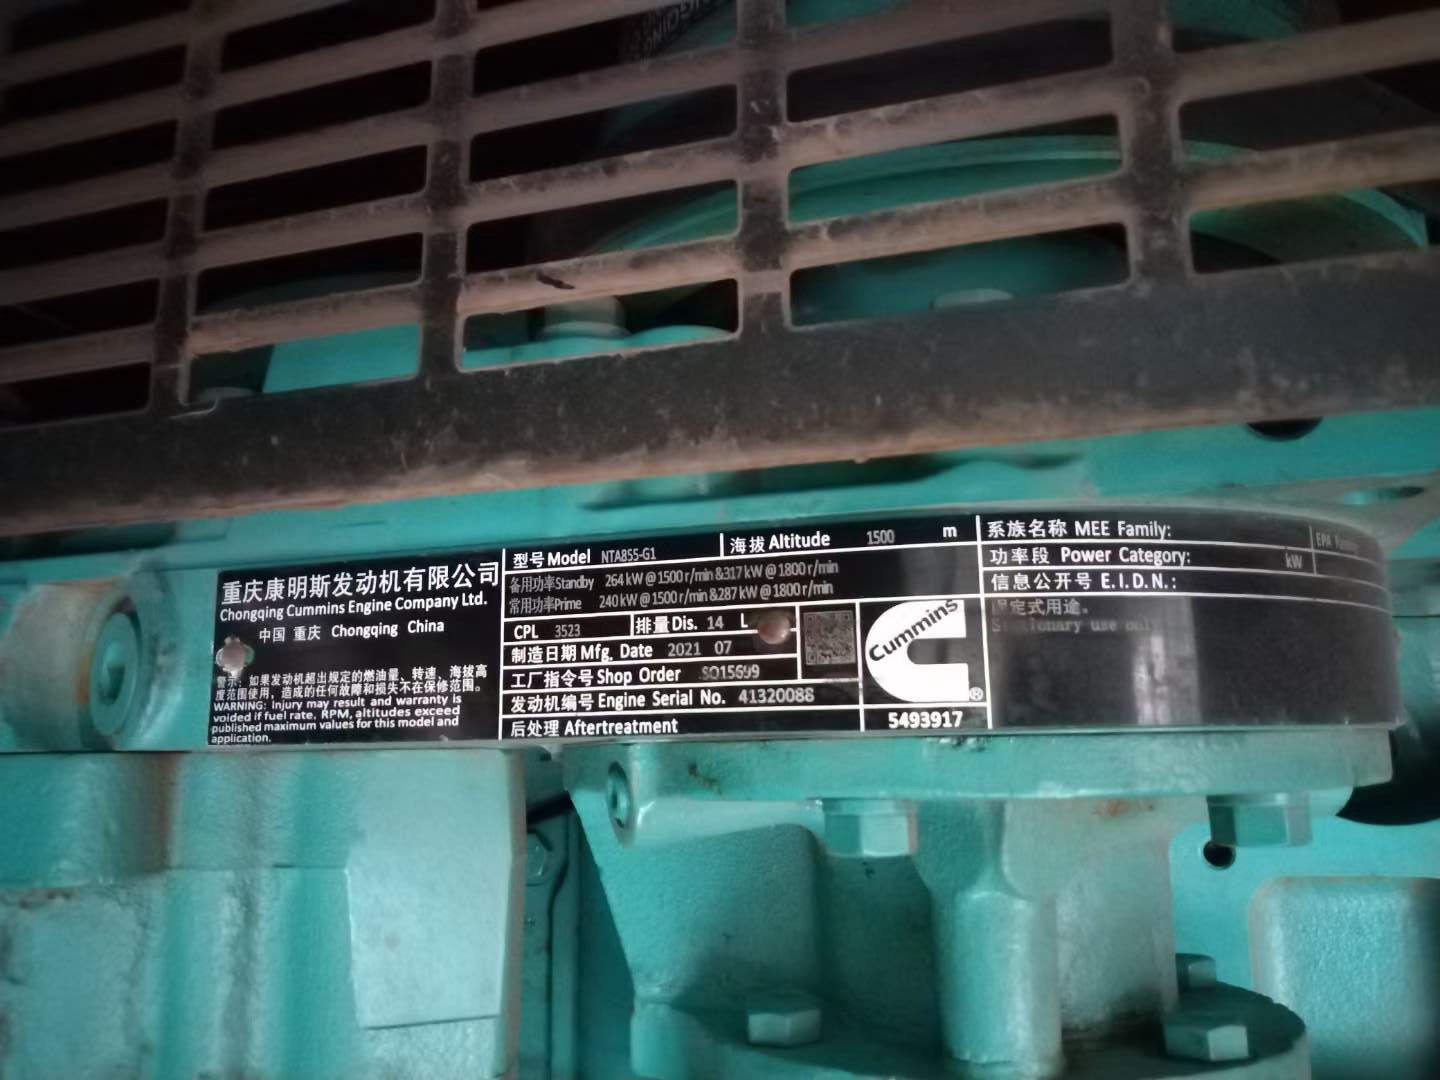 重庆康明斯发动机有限公司
Chongqing Cummins Engine Company Ltd.
中国 重庆 Chongqing China
警示: 如果发动机超出规定的燃油量、转速、海拔高
度范围使用, 造成的任何故障和损失不在保修范围。
WARNING: Injury may result and warranty is
voided if fuel rate, RPM, altitudes exceed
published maximum values for this model and
application.
型号 Model NTA855-G1
海拔 Altitude 1500 m
备用功率Standby 264 kW @ 1500 r/min &317 kW @ 1800 r/min
常用功率Prime 240 kW @ 1500 r/min &287 kW @ 1800 r/min
CPL 3523 排量 Dis. 14 L
制造日期 Mfg. Date 2021 07
工厂指令号 Shop Order SO15699
发动机编号 Engine Serial No. 41320088
后处理 Aftertreatment
Cummins
®
5493917
系族名称 MEE Family:
EPA
功率段 Power Category: kW
信息公开号 E.I.D.N.:
固定式用途。
Stationary use only